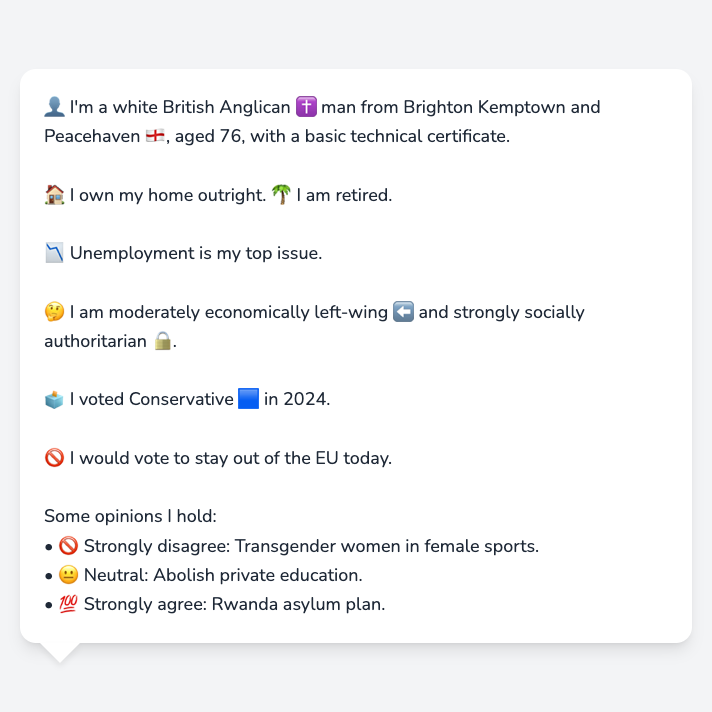 👤 I'm a white British Anglican ✝️ man from Brighton Kemptown and
Peacehaven 🏴󠁧󠁢󠁥󠁮󠁧󠁿, aged 76, with a basic technical certificate.
🏠 I own my home outright. 🌴 I am retired.
📉 Unemployment is my top issue.
🤔 I am moderately economically left-wing ⬅️ and strongly socially
authoritarian 🔒.
🗳️ I voted Conservative 🟦 in 2024.
🚫 I would vote to stay out of the EU today.
Some opinions I hold:
• 🚫 Strongly disagree: Transgender women in female sports.
• 😐 Neutral: Abolish private education.
• 💯 Strongly agree: Rwanda asylum plan.